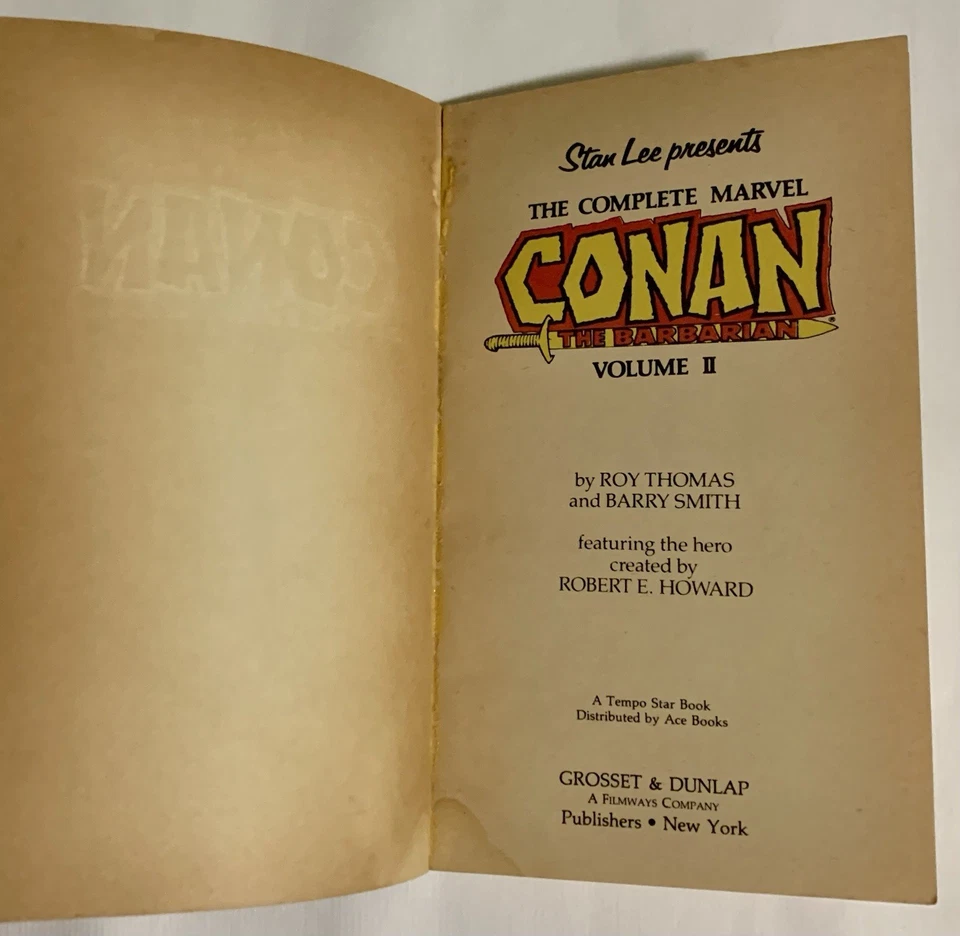 Stan Lee presents
THE COMPLETE MARVEL
CONAN
THE BARBARIAN®
VOLUME II
by ROY THOMAS
and BARRY SMITH
featuring the hero
created by
ROBERT E. HOWARD
A Tempo Star Book
Distributed by Ace Books
GROSSET & DUNLAP
A FILMWAYS COMPANY
Publishers • New York